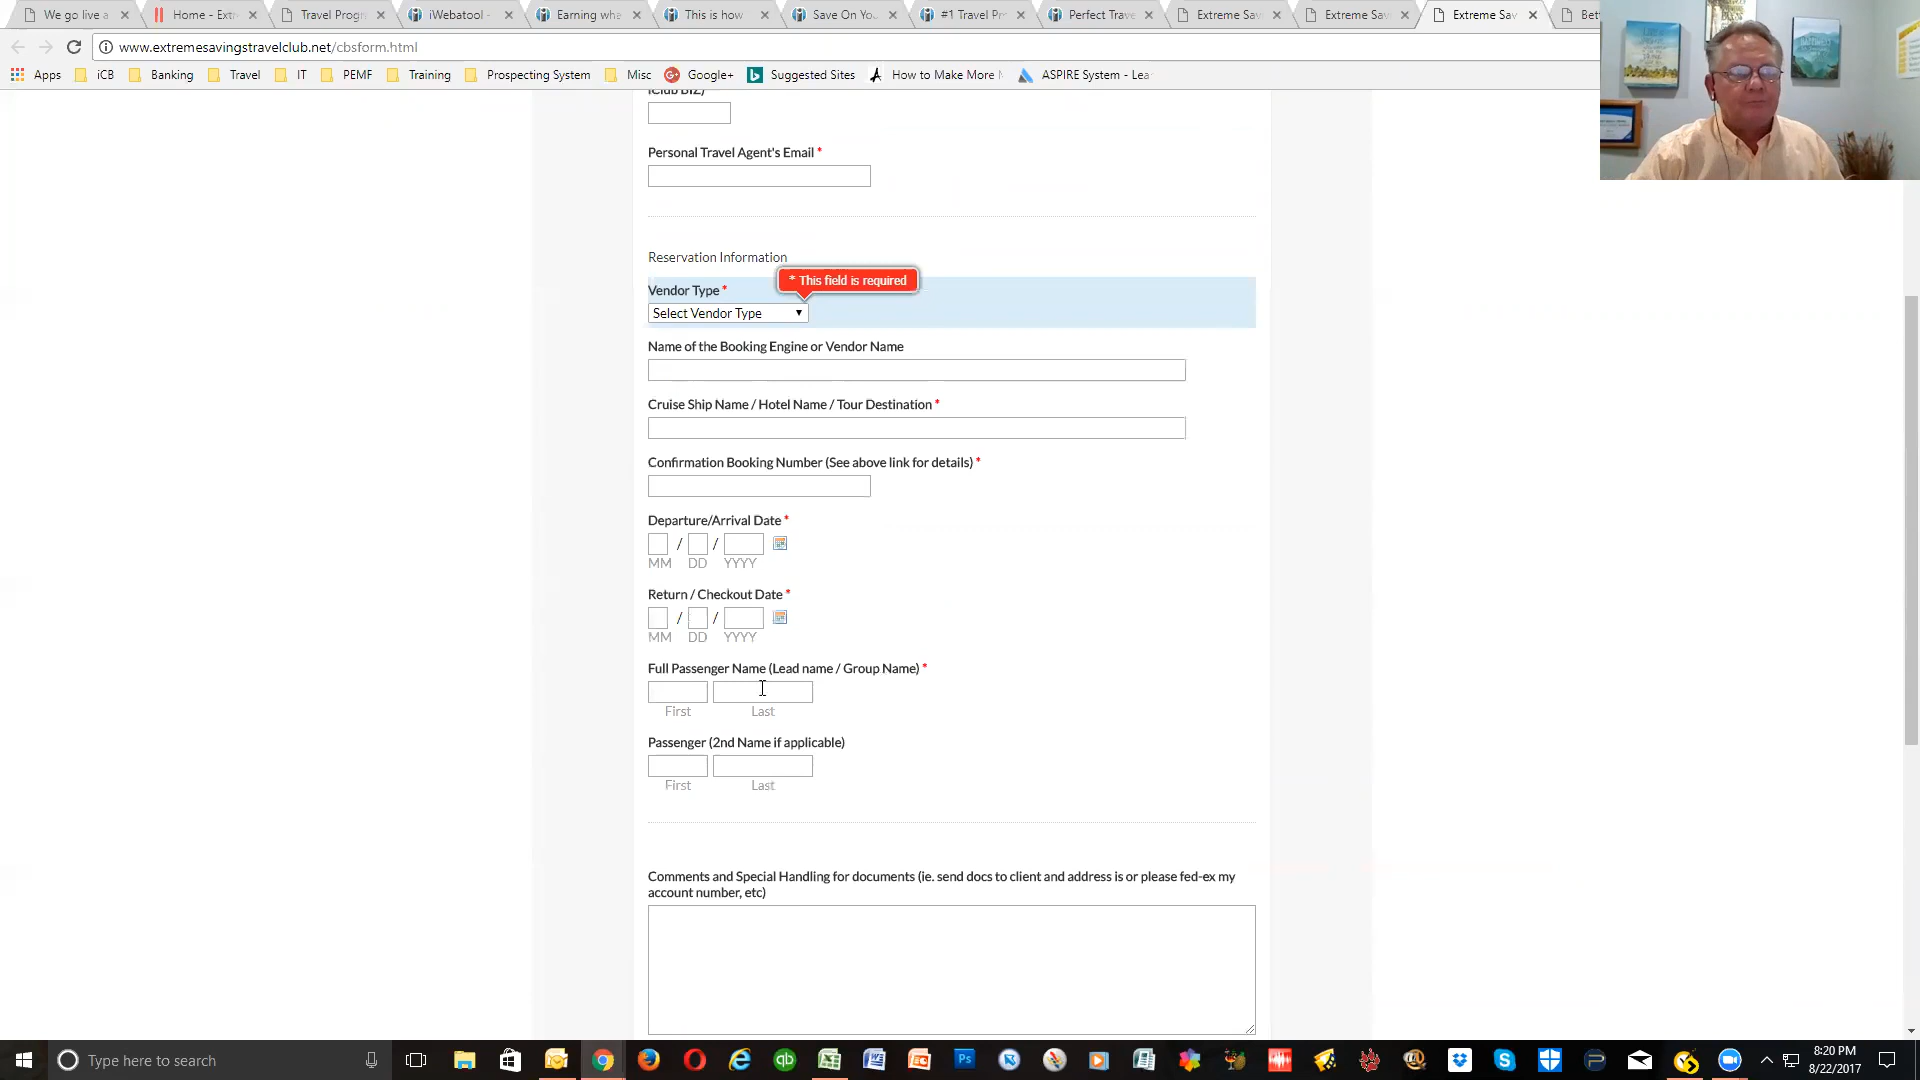 We go live a
Home - Extr
Travel Progr
iWebatool -
Earning whe
This is how
Save On You
#1 Travel Pr
Perfect Trave
Extreme Sav
Extreme Sav
Extreme Sav
Bet
www.extremesavingstravelclub.net/cbsform.html
Apps
iCB
Banking
Travel
IT
PEMF
Training
Prospecting System
Misc
Google+
Suggested Sites
How to Make More
ASPIRE System - Lea
iClub BIZ)
Personal Travel Agent's Email *
Reservation Information
* This field is required
Vendor Type *
Select Vendor Type
Name of the Booking Engine or Vendor Name
Cruise Ship Name / Hotel Name / Tour Destination *
Confirmation Booking Number (See above link for details) *
Departure/Arrival Date *
/ /
MM DD YYYY
Return / Checkout Date *
/ /
MM DD YYYY
Full Passenger Name (Lead name / Group Name) *
First Last
Passenger (2nd Name if applicable)
First Last
Comments and Special Handling for documents (ie. send docs to client and address is or please fed-ex my
account number, etc)
Type here to search
8:20 PM
8/22/2017